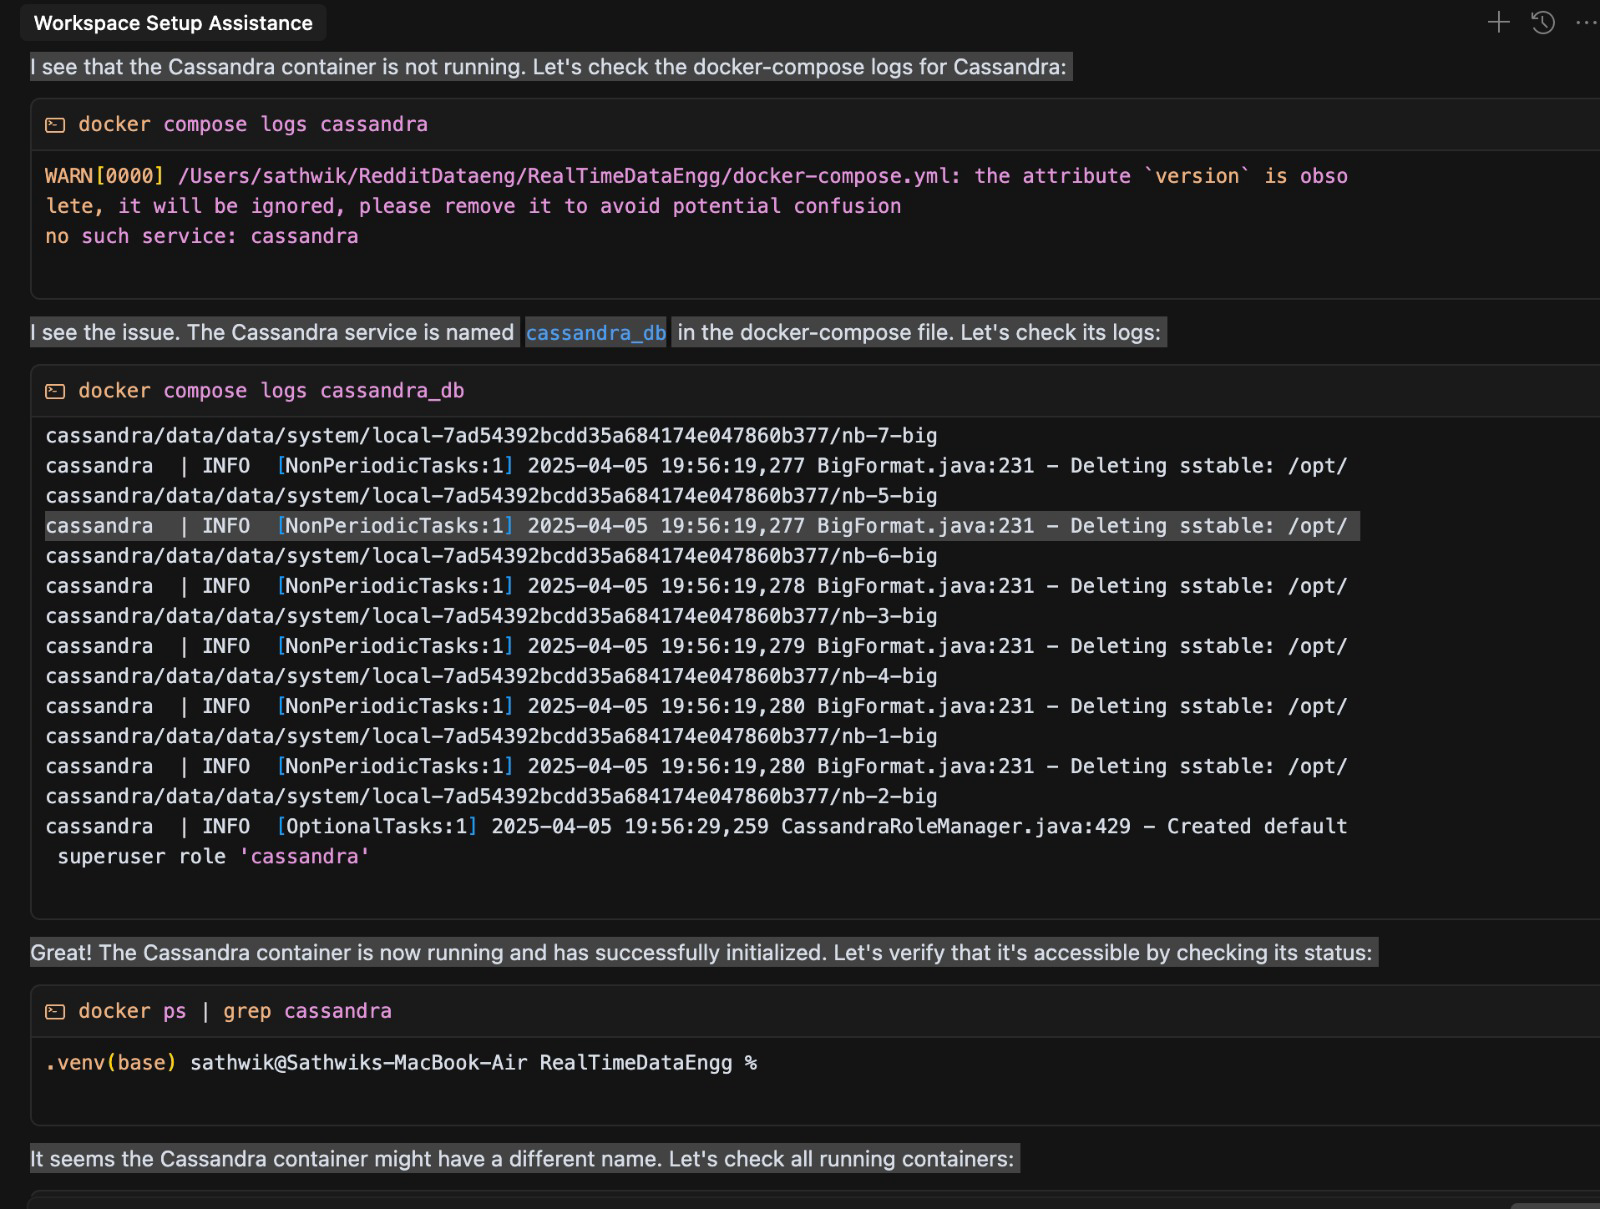 Workspace Setup Assistance
I see that the Cassandra container is not running. Let's check the docker-compose logs for Cassandra:
docker compose logs cassandra
WARN[0000] /Users/sathwik/RedditDataeng/RealTimeDataEngg/docker-compose.yml: the attribute `version` is obso
lete, it will be ignored, please remove it to avoid potential confusion
no such service: cassandra
I see the issue. The Cassandra service is named cassandra_db in the docker-compose file. Let's check its logs:
docker compose logs cassandra_db
cassandra/data/data/system/local-7ad54392bcdd35a684174e047860b377/nb-7-big
cassandra  | INFO  [NonPeriodicTasks:1] 2025-04-05 19:56:19,277 BigFormat.java:231 - Deleting sstable: /opt/
cassandra/data/data/system/local-7ad54392bcdd35a684174e047860b377/nb-5-big
cassandra  | INFO  [NonPeriodicTasks:1] 2025-04-05 19:56:19,277 BigFormat.java:231 - Deleting sstable: /opt/
cassandra/data/data/system/local-7ad54392bcdd35a684174e047860b377/nb-6-big
cassandra  | INFO  [NonPeriodicTasks:1] 2025-04-05 19:56:19,278 BigFormat.java:231 - Deleting sstable: /opt/
cassandra/data/data/system/local-7ad54392bcdd35a684174e047860b377/nb-3-big
cassandra  | INFO  [NonPeriodicTasks:1] 2025-04-05 19:56:19,279 BigFormat.java:231 - Deleting sstable: /opt/
cassandra/data/data/system/local-7ad54392bcdd35a684174e047860b377/nb-4-big
cassandra  | INFO  [NonPeriodicTasks:1] 2025-04-05 19:56:19,280 BigFormat.java:231 - Deleting sstable: /opt/
cassandra/data/data/system/local-7ad54392bcdd35a684174e047860b377/nb-1-big
cassandra  | INFO  [NonPeriodicTasks:1] 2025-04-05 19:56:19,280 BigFormat.java:231 - Deleting sstable: /opt/
cassandra/data/data/system/local-7ad54392bcdd35a684174e047860b377/nb-2-big
cassandra  | INFO  [OptionalTasks:1] 2025-04-05 19:56:29,259 CassandraRoleManager.java:429 - Created default
superuser role 'cassandra'
Great! The Cassandra container is now running and has successfully initialized. Let's verify that it's accessible by checking its status:
docker ps | grep cassandra
.venv(base) sathwik@Sathwiks-MacBook-Air RealTimeDataEngg %
It seems the Cassandra container might have a different name. Let's check all running containers: